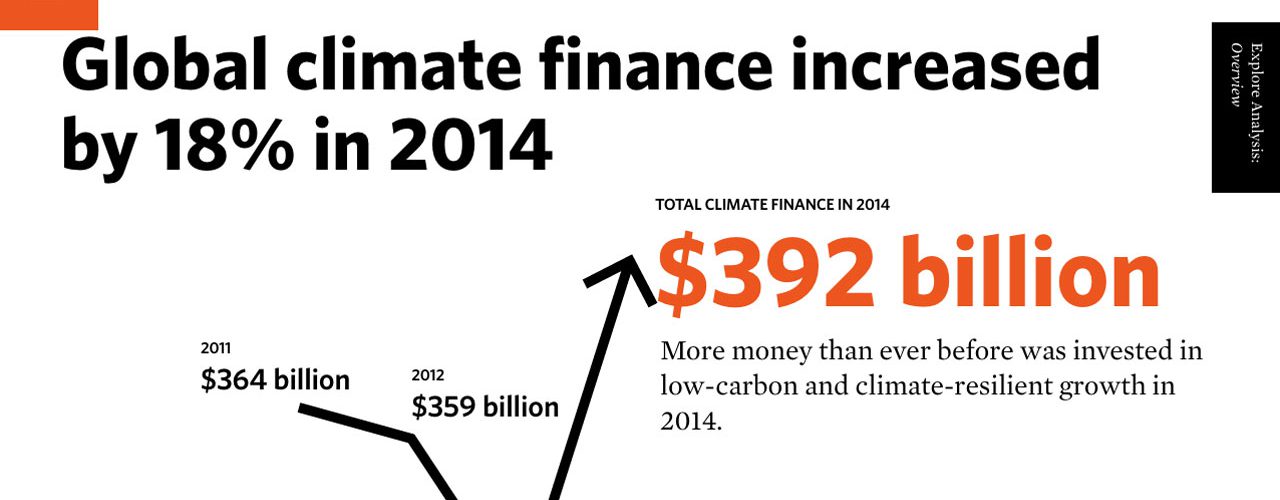 Global climate finance increased
by 18% in 2014
Explore Analysis:
Overview
TOTAL CLIMATE FINANCE IN 2014
$392 billion
More money than ever before was invested in
low-carbon and climate-resilient growth in
2014.
2011
$364 billion
2012
$359 billion